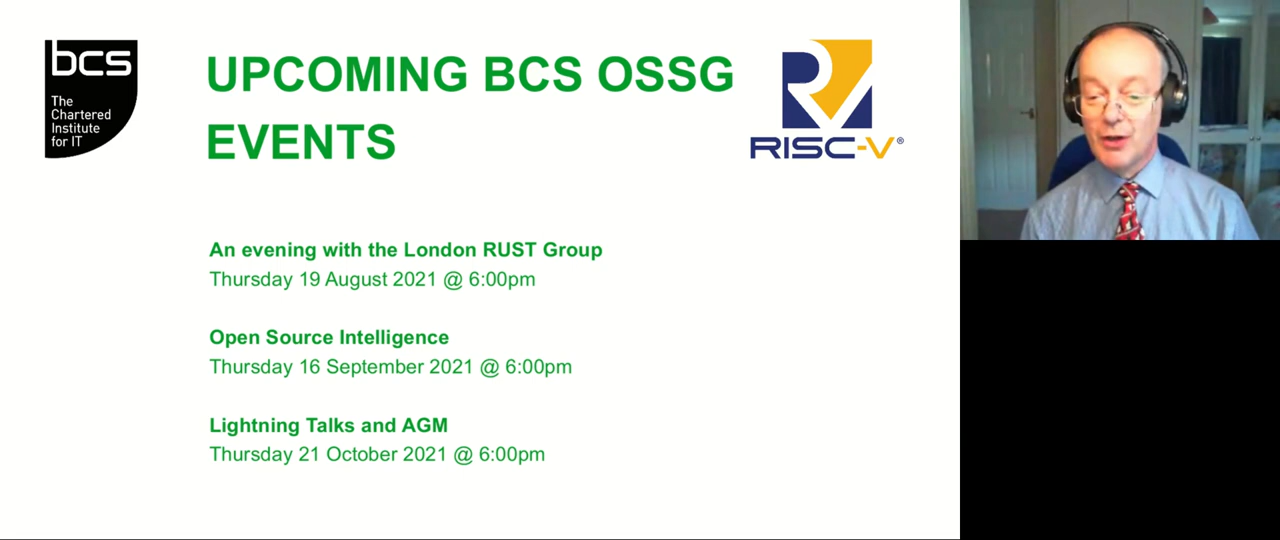 bcs
The
Chartered
Institute
for IT
UPCOMING BCS OSSG
EVENTS
RISC-V®
An evening with the London RUST Group
Thursday 19 August 2021 @ 6:00pm
Open Source Intelligence
Thursday 16 September 2021 @ 6:00pm
Lightning Talks and AGM
Thursday 21 October 2021 @ 6:00pm